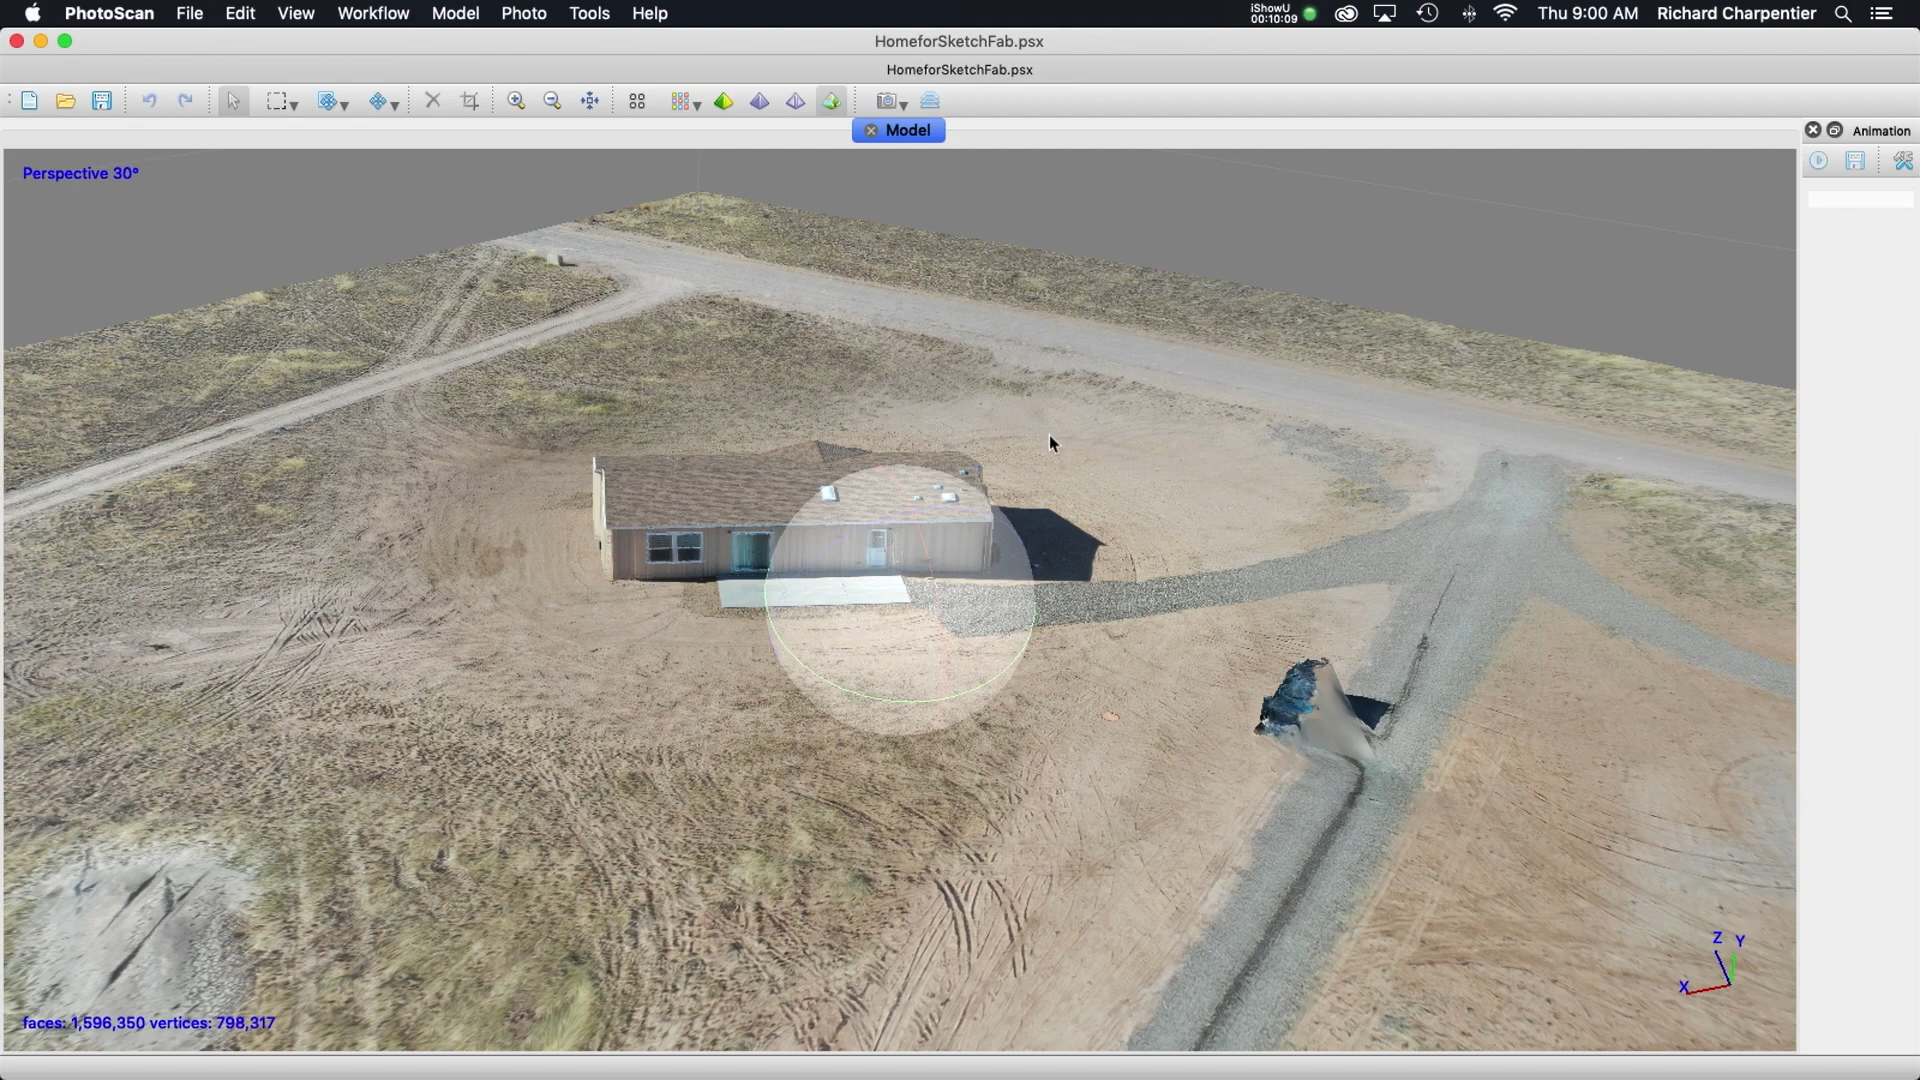 PhotoScan File Edit View Workflow Model Photo Tools Help iShowU 00:10:09 Thu 9:00 AM Richard Charpentier
HomeforSketchFab.psx
HomeforSketchFab.psx
Model
Animation
Perspective 30°
Z Y
X
faces: 1,596,350 vertices: 798,317